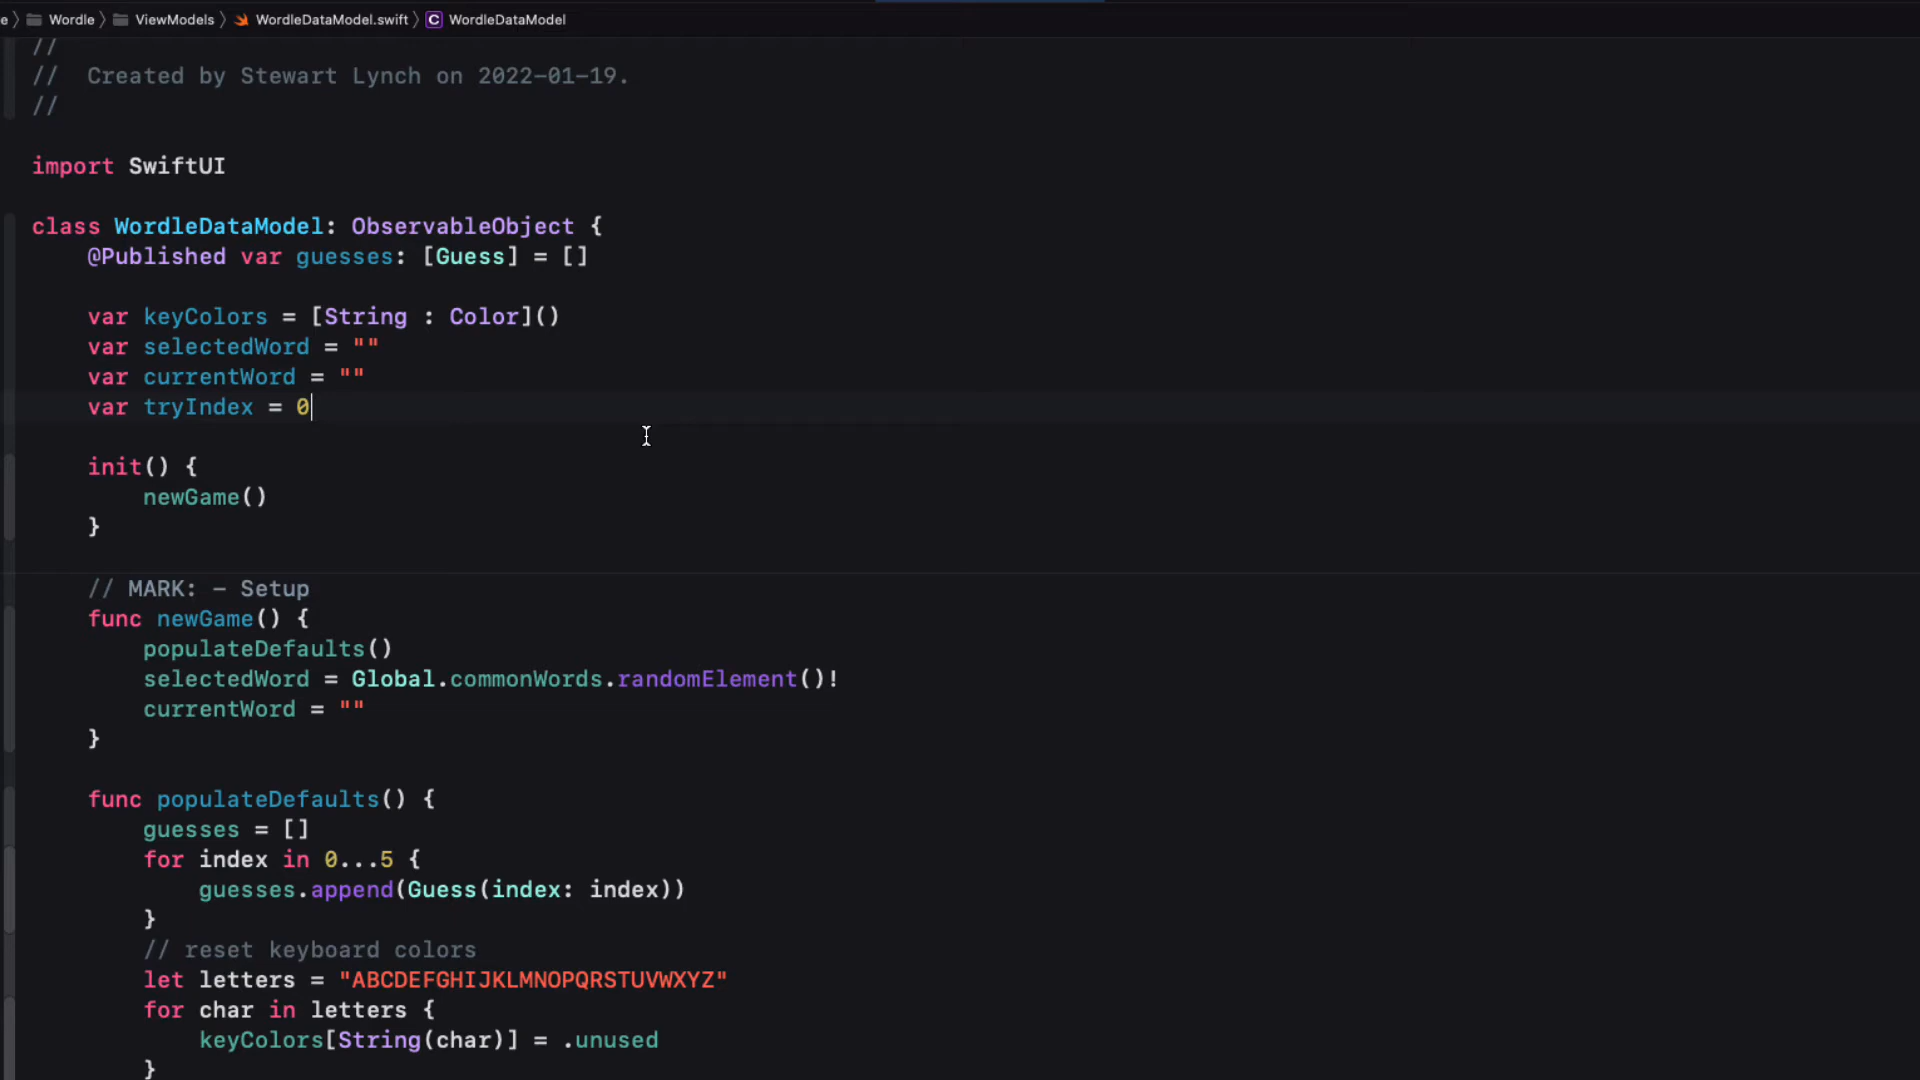 e > Wordle > ViewModels > WordleDataModel.swift > C WordleDataModel
//
//  Created by Stewart Lynch on 2022-01-19.
//
import SwiftUI
class WordleDataModel: ObservableObject {
    @Published var guesses: [Guess] = []
    var keyColors = [String : Color]()
    var selectedWord = ""
    var currentWord = ""
    var tryIndex = 0
    init() {
        newGame()
    }
    // MARK: - Setup
    func newGame() {
        populateDefaults()
        selectedWord = Global.commonWords.randomElement()!
        currentWord = ""
    }
    func populateDefaults() {
        guesses = []
        for index in 0...5 {
            guesses.append(Guess(index: index))
        }
        // reset keyboard colors
        let letters = "ABCDEFGHIJKLMNOPQRSTUVWXYZ"
        for char in letters {
            keyColors[String(char)] = .unused
        }